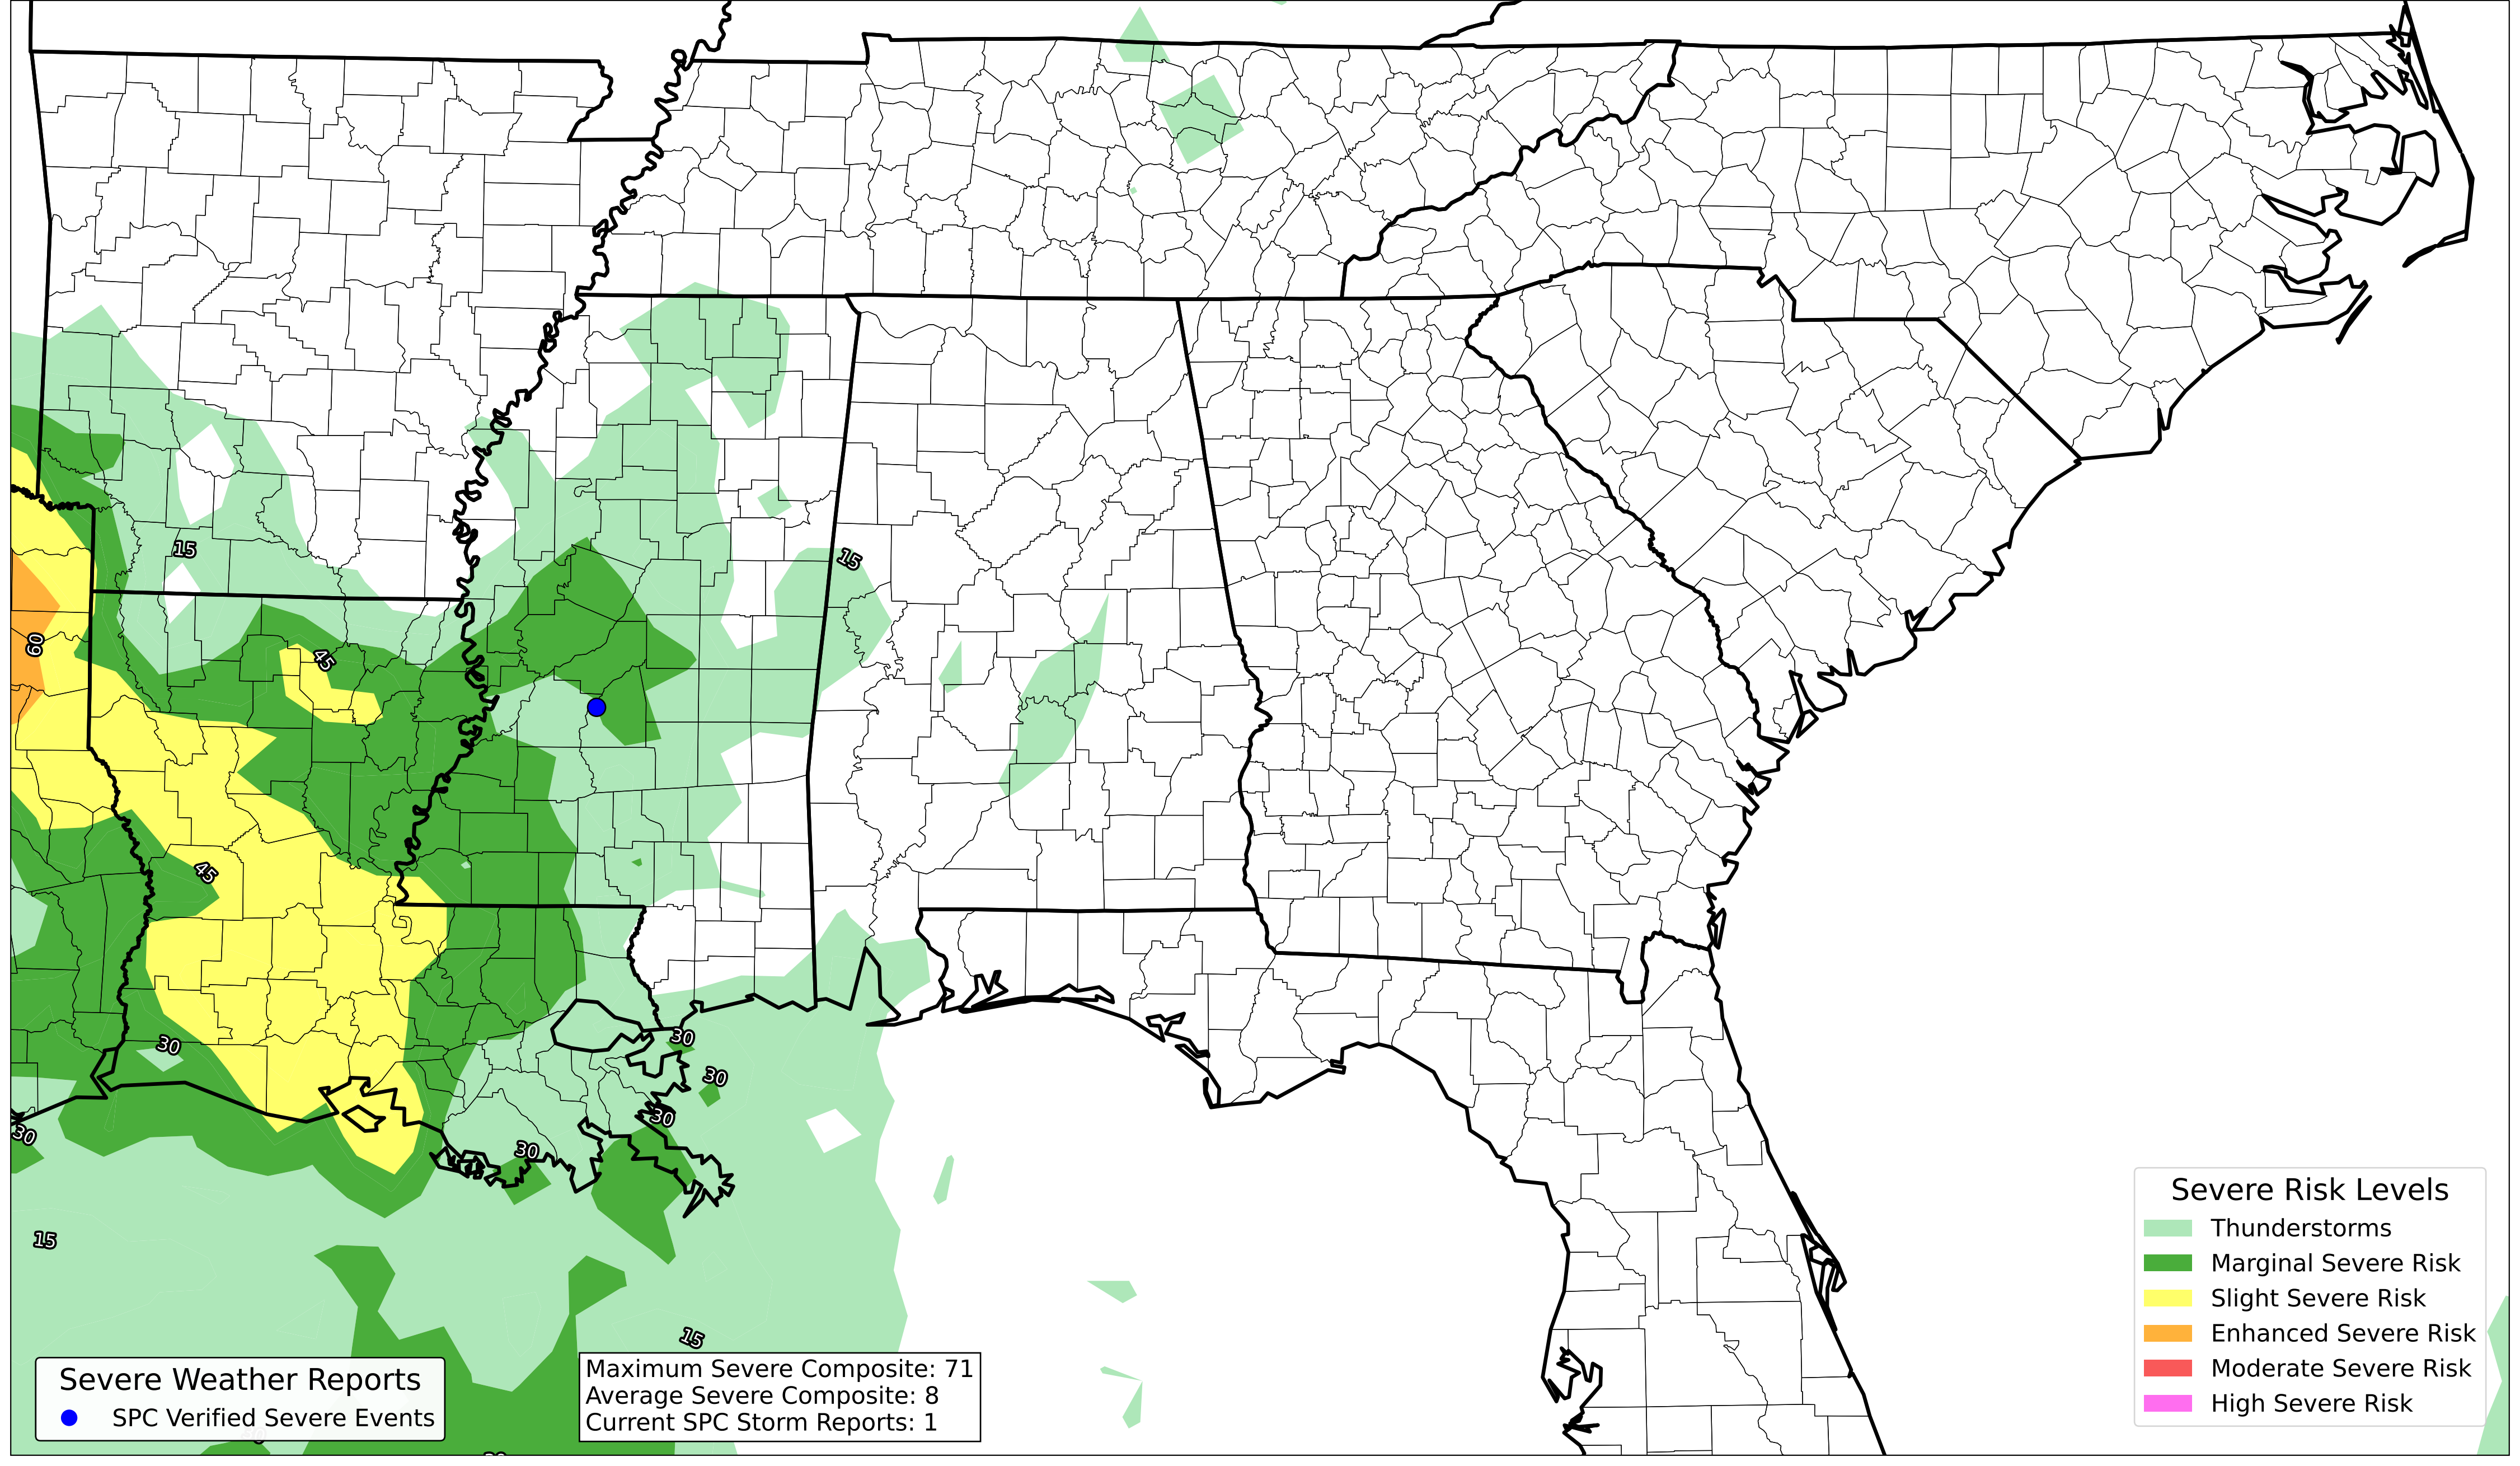 15
15
60
45
45
30
30
30
30
30
30
15
15
Severe Weather Reports
SPC Verified Severe Events
Maximum Severe Composite: 71
Average Severe Composite: 8
Current SPC Storm Reports: 1
Severe Risk Levels
Thunderstorms
Marginal Severe Risk
Slight Severe Risk
Enhanced Severe Risk
Moderate Severe Risk
High Severe Risk